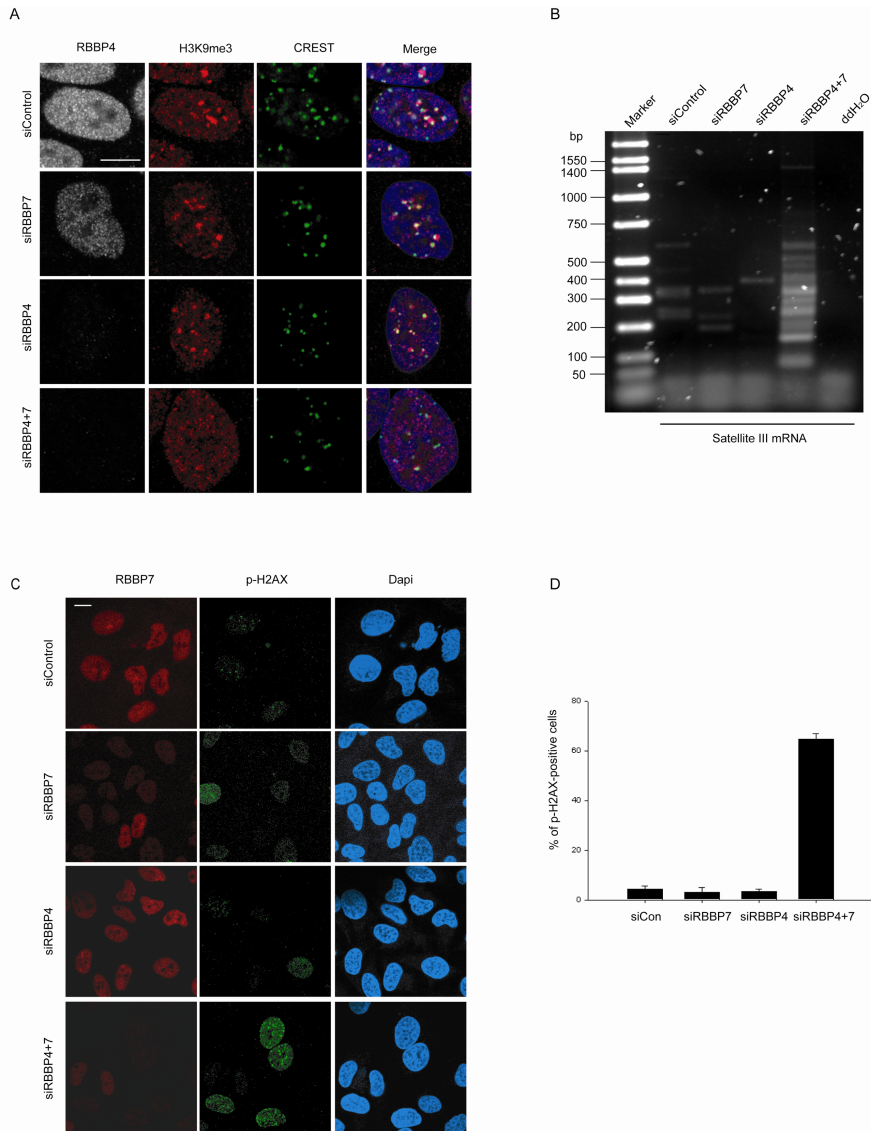 A
RBBP4 H3K9me3 CREST Merge
siControl
siRBBP7
siRBBP4
siRBBP4+7
B
Marker siControl siRBBP7 siRBBP4 siRBBP4+7 ddH₂O
bp
1550
1400
1000
750
500
400
300
200
100
50
Satellite III mRNA
C
RBBP7 p-H2AX Dapi
siControl
siRBBP7
siRBBP4
siRBBP4+7
D
% of p-H2AX-positive cells
80
60
40
20
0
siCon siRBBP7 siRBBP4 siRBBP4+7